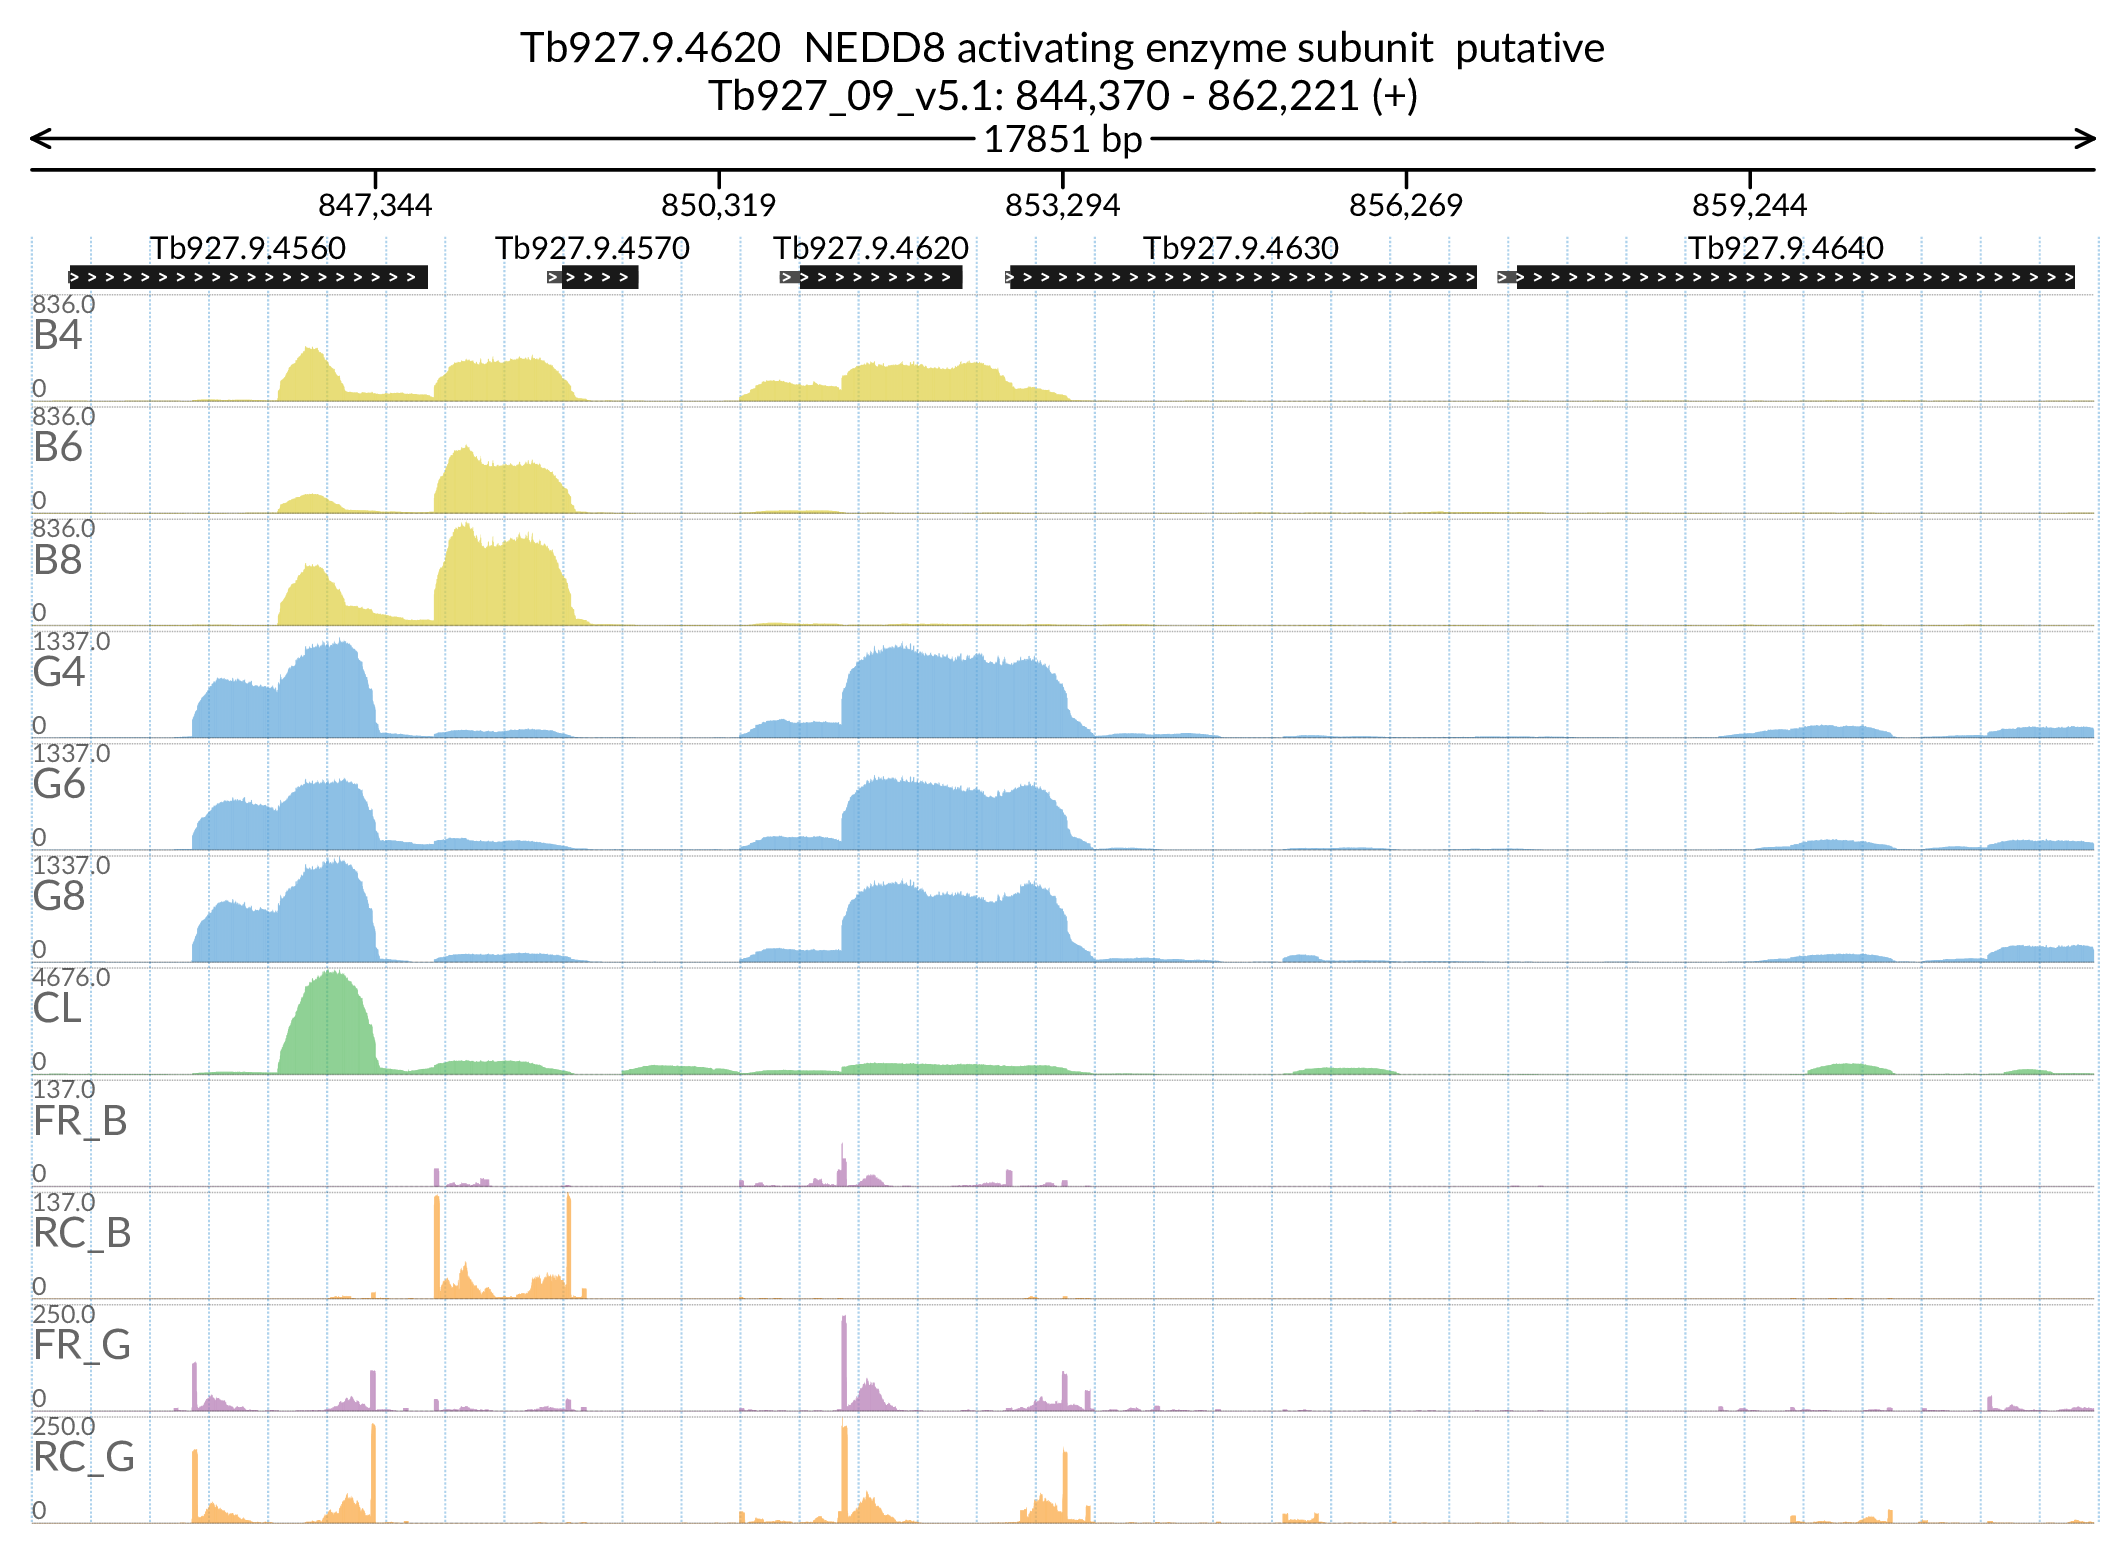 Tb927.9.4620  NEDD8 activating enzyme subunit  putative
Tb927_09_v5.1: 844,370 - 862,221 (+)
17851 bp
847,344 850,319 853,294 856,269 859,244
Tb927.9.4560 Tb927.9.4570 Tb927.9.4620 Tb927.9.4630 Tb927.9.4640
836.0
B4
0
836.0
B6
0
836.0
B8
0
1337.0
G4
0
1337.0
G6
0
1337.0
G8
0
4676.0
CL
0
137.0
FR_B
0
137.0
RC_B
0
250.0
FR_G
0
250.0
RC_G
0